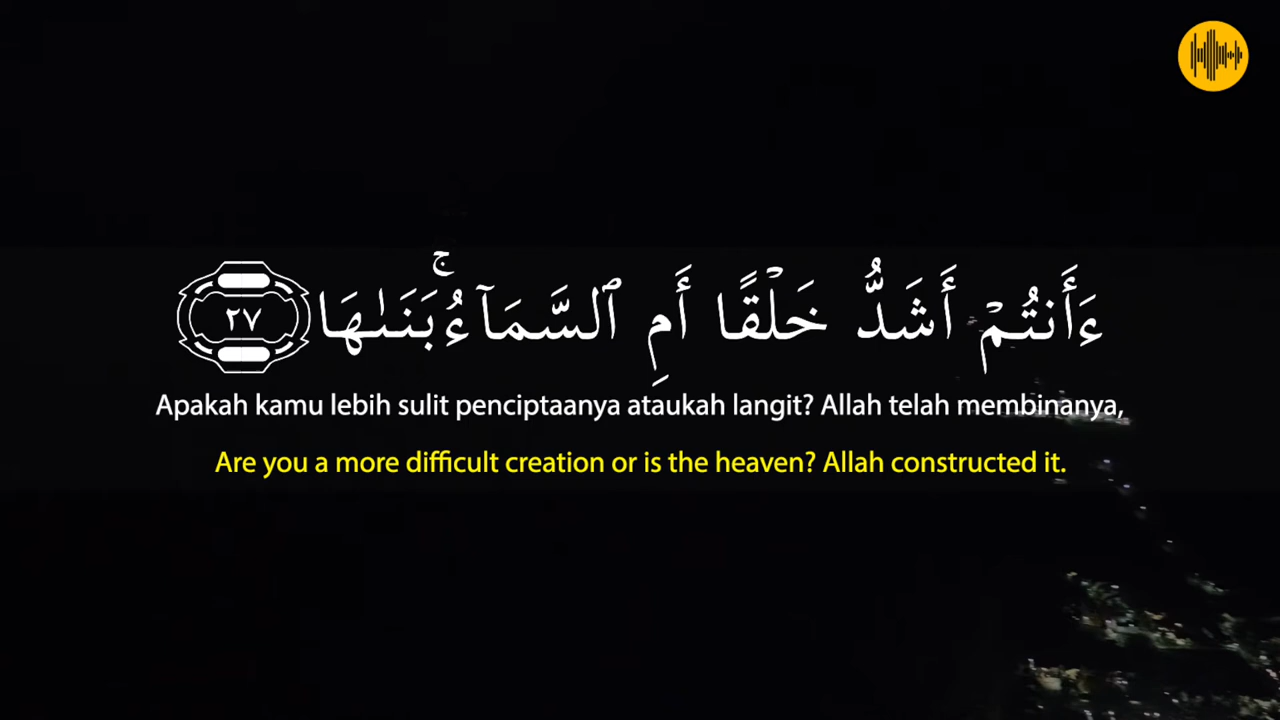 ءَأَنتُمْ أَشَدُّ خَلْقًا أَمِ ٱلسَّمَآءُ ۚ بَنَىٰهَا ٢٧
Apakah kamu lebih sulit penciptaanya ataukah langit? Allah telah membinanya,
Are you a more difficult creation or is the heaven? Allah constructed it.